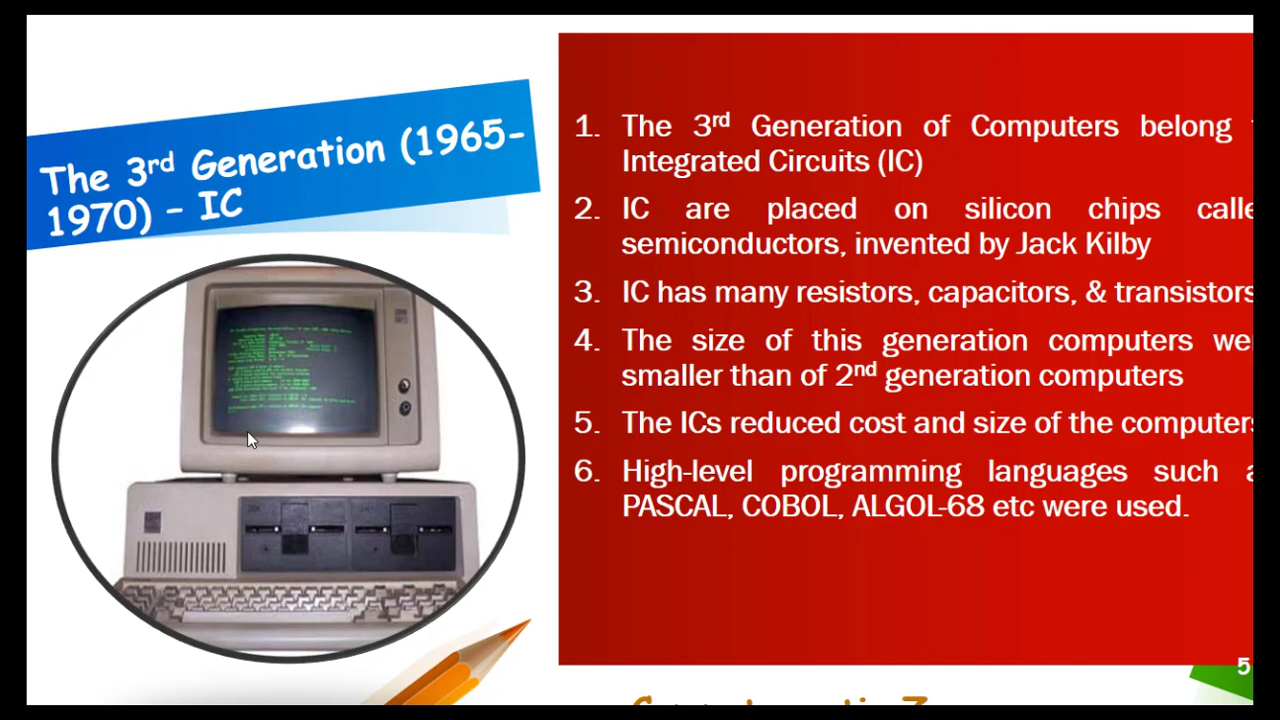 The 3rd Generation (1965-
1970) – IC
1. The 3rd Generation of Computers belong
Integrated Circuits (IC)
2. IC are placed on silicon chips calle
semiconductors, invented by Jack Kilby
3. IC has many resistors, capacitors, & transistors
4. The size of this generation computers we
smaller than of 2nd generation computers
5. The ICs reduced cost and size of the computers
6. High-level programming languages such a
PASCAL, COBOL, ALGOL-68 etc were used.
5